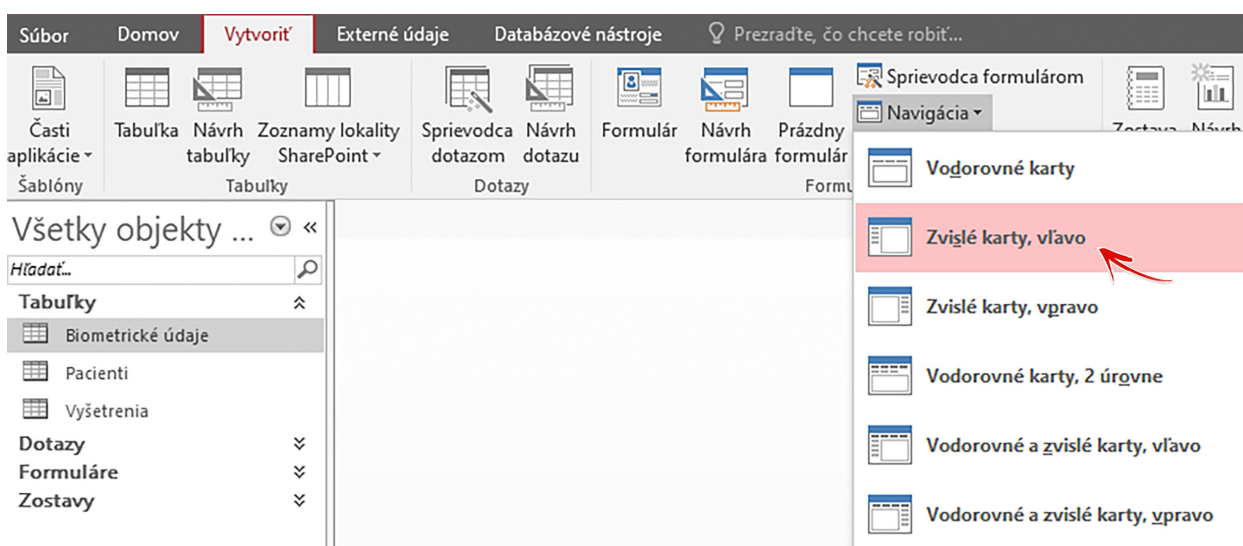 Súbor Domov Vytvoriť Externé údaje Databázové nástroje Prezraďte, čo chcete robiť...
Časti aplikácie
Tabuľka
Návrh tabuľky
Zoznamy lokality SharePoint
Sprievodca dotazom
Návrh dotazu
Formulár
Návrh formulára
Prázdny formulár
Sprievodca formulárom
Navigácia
Zostava
Návrh
Šablóny
Tabuľky
Dotazy
Formu
Vodorovné karty
Zvislé karty, vľavo
Zvislé karty, vpravo
Vodorovné karty, 2 úrovne
Vodorovné a zvislé karty, vľavo
Vodorovné a zvislé karty, vpravo
Všetky objekty ... «
Hľadať...
Tabuľky
Biometrické údaje
Pacienti
Vyšetrenia
Dotazy
Formuláre
Zostavy